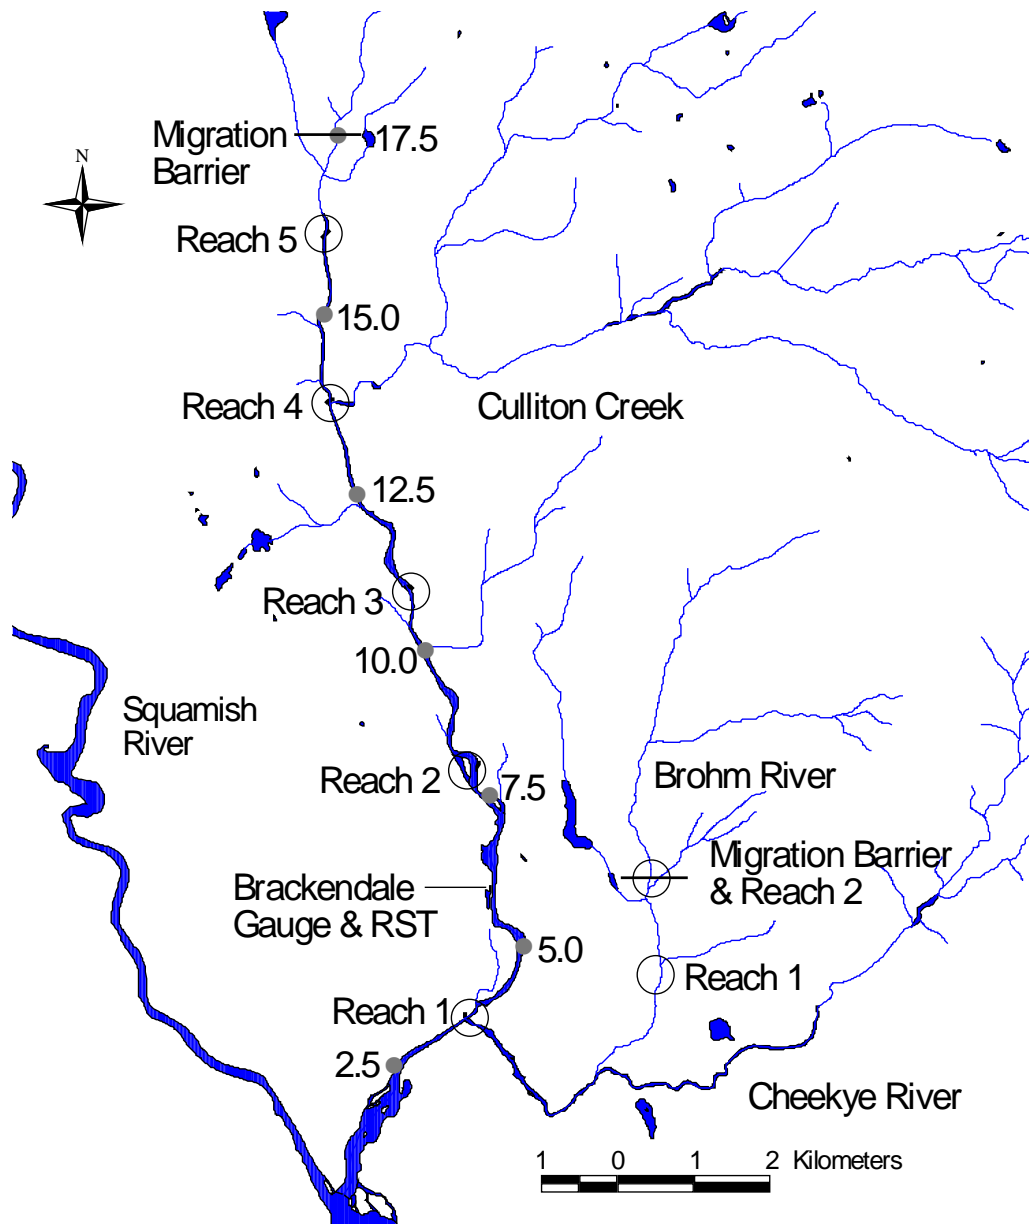 Migration
Barrier
17.5
N
Reach 5
15.0
Reach 4
Culliton Creek
12.5
Reach 3
10.0
Squamish
River
Reach 2
7.5
Brohm River
Migration Barrier
& Reach 2
Brackendale
Gauge & RST
5.0
Reach 1
Reach 1
2.5
Cheekye River
1 0 1 2 Kilometers